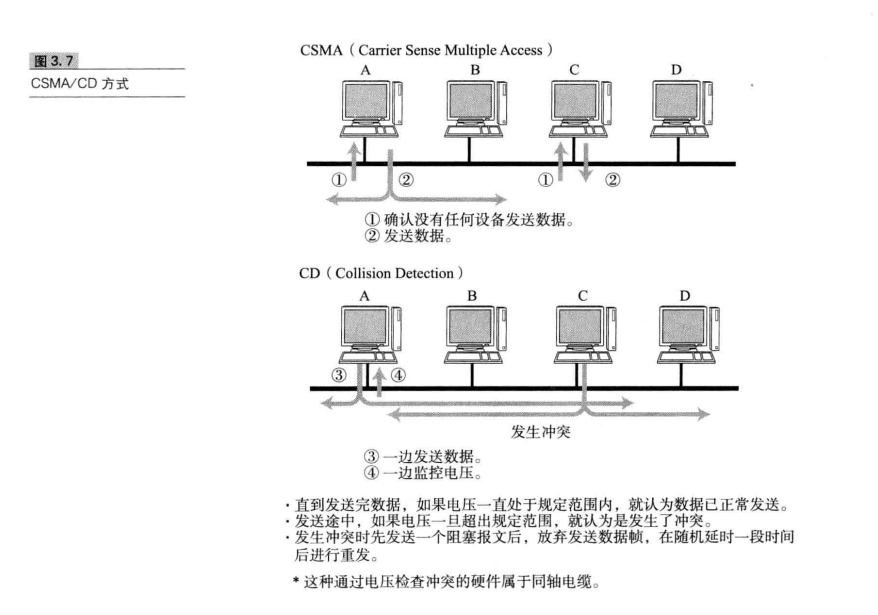 图 3.7
CSMA/CD 方式
CSMA（Carrier Sense Multiple Access）
A B C D
① ② ① ②
① 确认没有任何设备发送数据。
② 发送数据。
CD（Collision Detection）
A B C D
③ ④
发生冲突
③ 一边发送数据。
④ 一边监控电压。
· 直到发送完数据，如果电压一直处于规定范围内，就认为数据已正常发送。
· 发送途中，如果电压一旦超出规定范围，就认为是发生了冲突。
· 发生冲突时先发送一个阻塞报文后，放弃发送数据帧，在随机延时一段时间
后进行重发。
* 这种通过电压检查冲突的硬件属于同轴电缆。